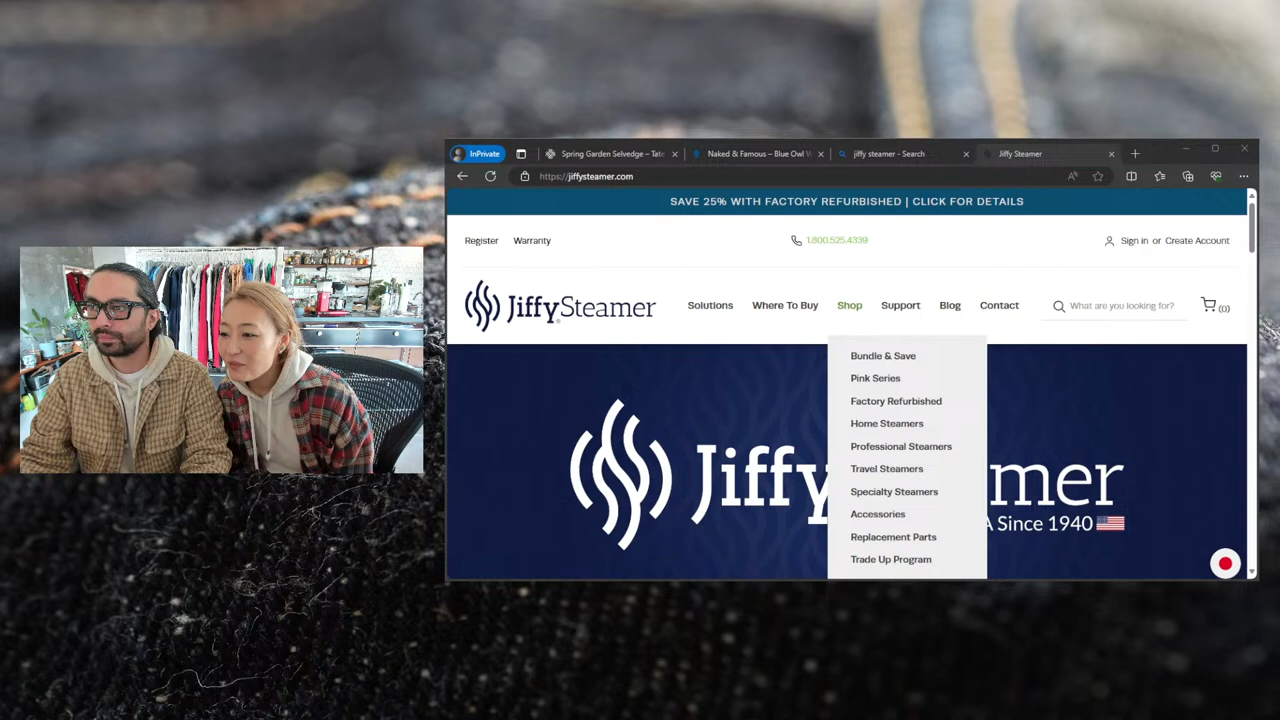 InPrivate
Spring Garden Selvedge – Tate
Naked & Famous – Blue Owl W
jiffy steamer - Search
Jiffy Steamer
https://jiffysteamer.com
SAVE 25% WITH FACTORY REFURBISHED | CLICK FOR DETAILS
Register
Warranty
1.800.525.4339
Sign in or Create Account
JiffySteamer
Solutions
Where To Buy
Shop
Support
Blog
Contact
What are you looking for?
(0)
Bundle & Save
Pink Series
Factory Refurbished
Home Steamers
Professional Steamers
Travel Steamers
Specialty Steamers
Accessories
Replacement Parts
Trade Up Program
Jiffy
mer
A Since 1940